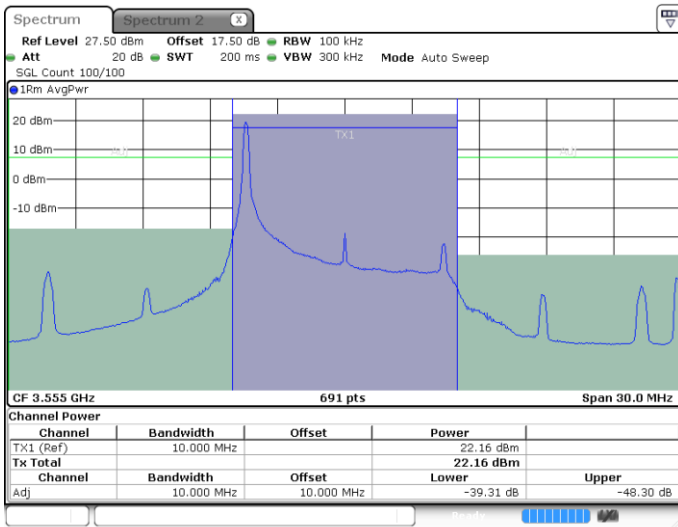 Spectrum Spectrum 2 X
Ref Level 27.50 dBm Offset 17.50 dB RBW 100 kHz
Att 20 dB SWT 200 ms VBW 300 kHz Mode Auto Sweep
SGL Count 100/100
1Rm AvgPwr
20 dBm
TX1
10 dBm
Adj Adj
0 dBm
-10 dBm
CF 3.555 GHz 691 pts Span 30.0 MHz
Channel Power
Channel Bandwidth Offset Power
TX1 (Ref) 10.000 MHz 22.16 dBm
Tx Total 22.16 dBm
Channel Bandwidth Offset Lower Upper
Adj 10.000 MHz 10.000 MHz -39.31 dB -48.30 dB
Ready